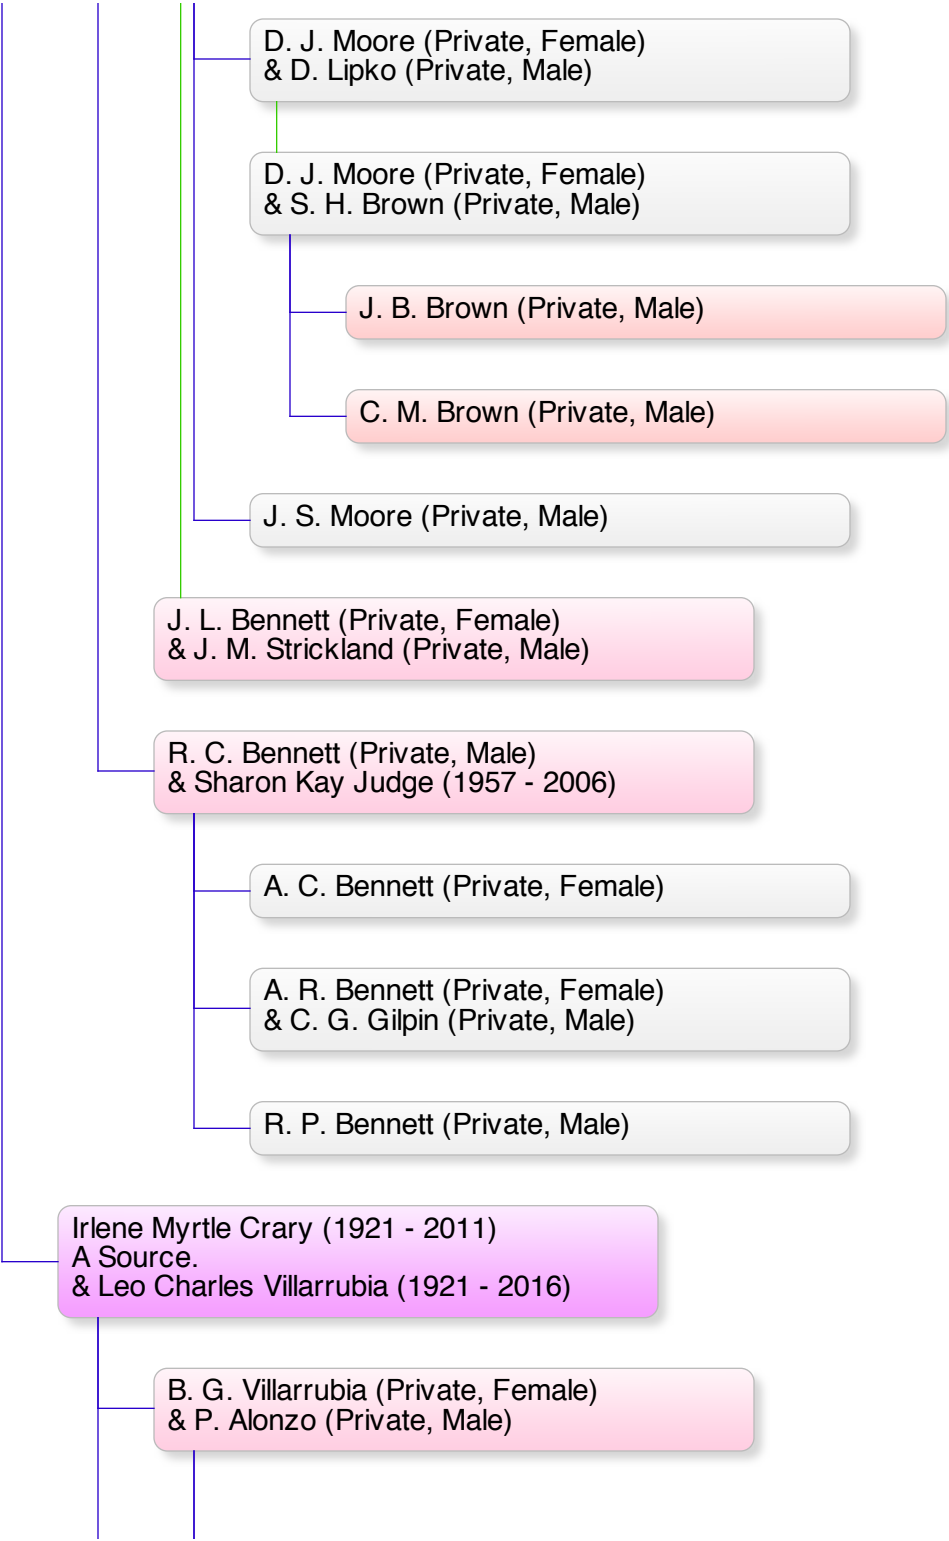 D. J. Moore (Private, Female)
& D. Lipko (Private, Male)
D. J. Moore (Private, Female)
& S. H. Brown (Private, Male)
J. B. Brown (Private, Male)
C. M. Brown (Private, Male)
J. S. Moore (Private, Male)
J. L. Bennett (Private, Female)
& J. M. Strickland (Private, Male)
R. C. Bennett (Private, Male)
& Sharon Kay Judge (1957 - 2006)
A. C. Bennett (Private, Female)
A. R. Bennett (Private, Female)
& C. G. Gilpin (Private, Male)
R. P. Bennett (Private, Male)
Irlene Myrtle Crary (1921 - 2011)
A Source.
& Leo Charles Villarrubia (1921 - 2016)
B. G. Villarrubia (Private, Female)
& P. Alonzo (Private, Male)